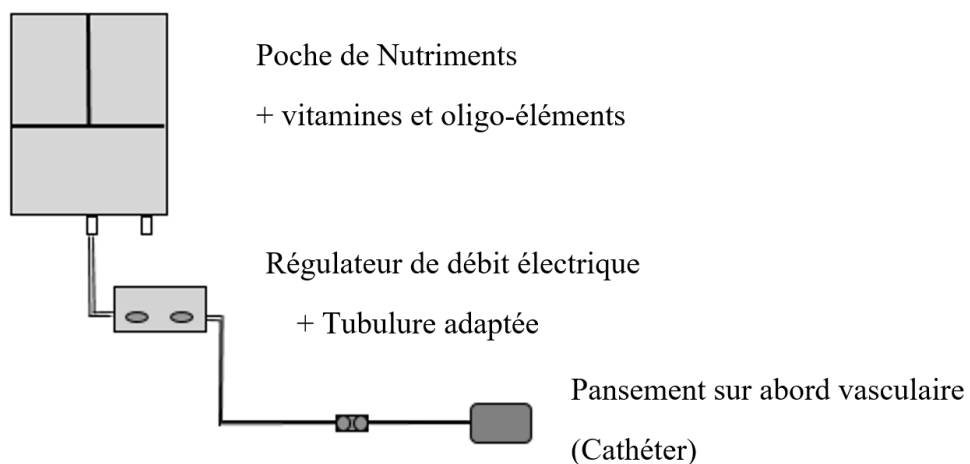 Poche de Nutriments
+ vitamines et oligo-éléments
Régulateur de débit électrique
+ Tubulure adaptée
Pansement sur abord vasculaire
(Cathéter)